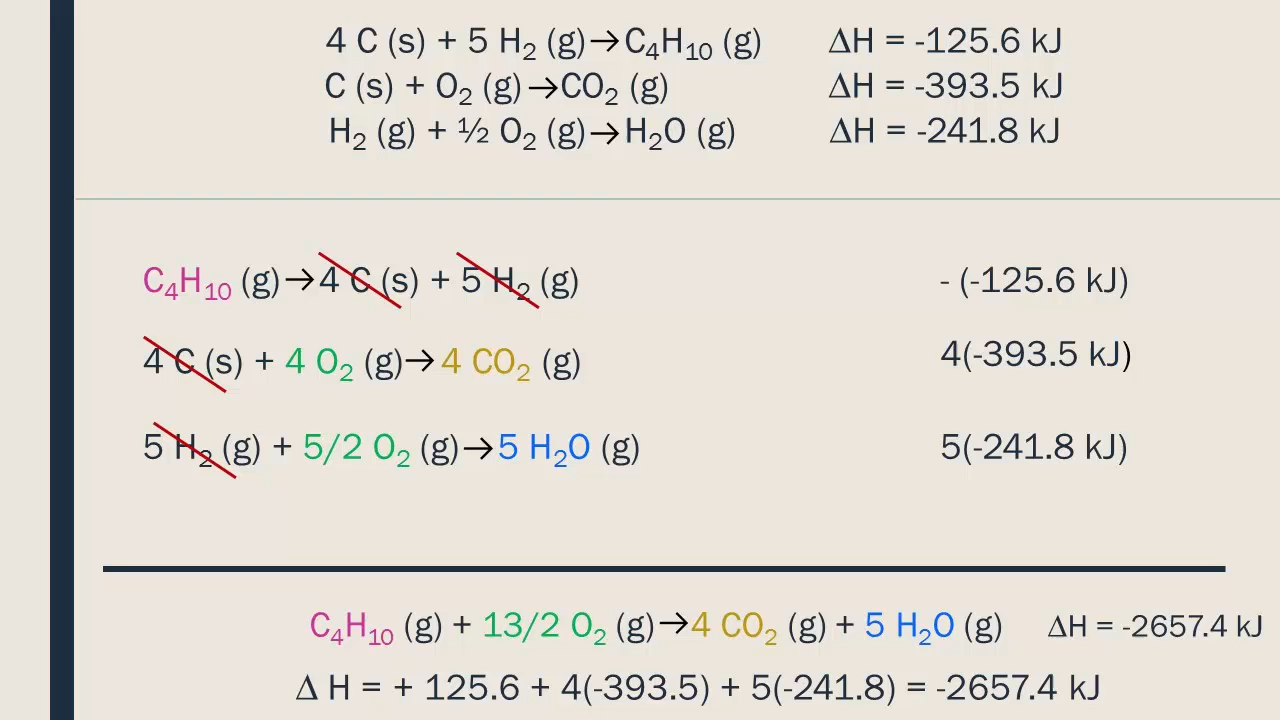 4 C (s) + 5 H₂ (g)→C₄H₁₀ (g) ΔH = -125.6 kJ
C (s) + O₂ (g)→CO₂ (g) ΔH = -393.5 kJ
H₂ (g) + ½ O₂ (g)→H₂O (g) ΔH = -241.8 kJ
C₄H₁₀ (g)→4 C (s) + 5 H₂ (g) - (-125.6 kJ)
4 C (s) + 4 O₂ (g)→4 CO₂ (g) 4(-393.5 kJ)
5 H₂ (g) + 5/2 O₂ (g)→5 H₂O (g) 5(-241.8 kJ)
C₄H₁₀ (g) + 13/2 O₂ (g)→4 CO₂ (g) + 5 H₂O (g) ΔH = -2657.4 kJ
Δ H = + 125.6 + 4(-393.5) + 5(-241.8) = -2657.4 kJ